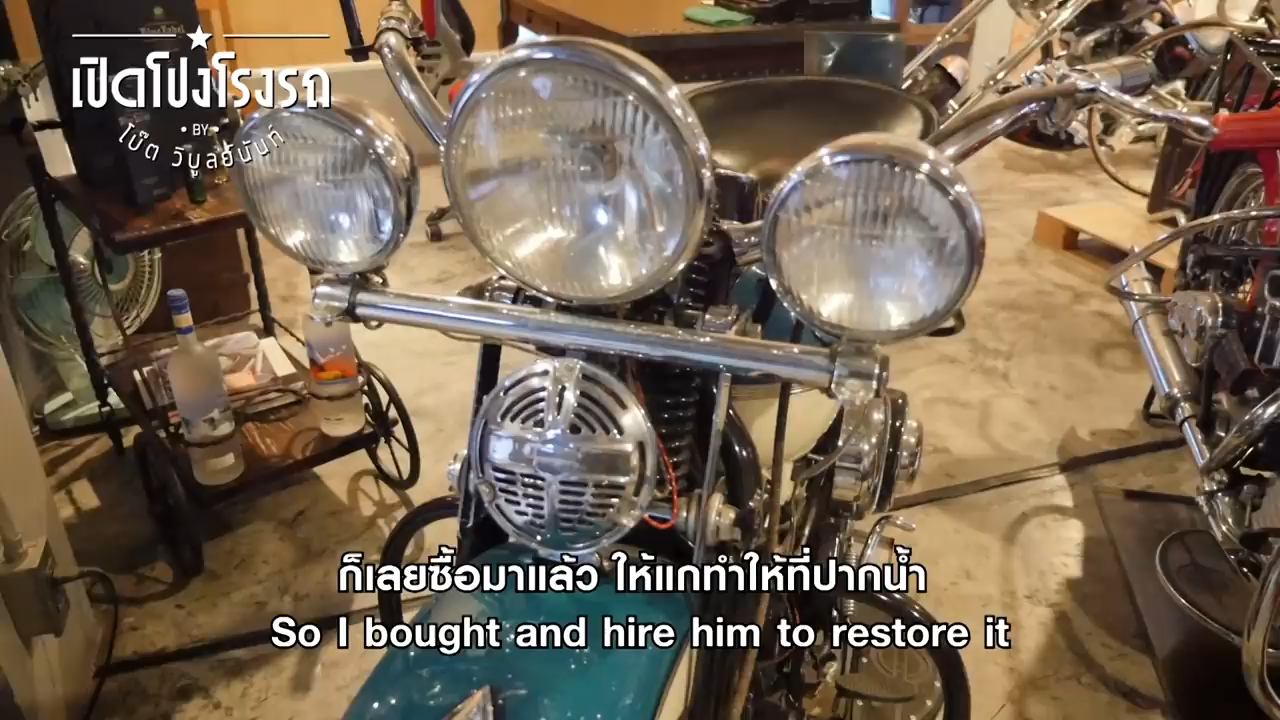 เปิดโปงโรงรถ
• BY •
โบ๊ต วิบูลย์นันท์
ก็เลยซื้อมาแล้ว ให้แกทำให้ที่ปากน้ำ
So I bought and hire him to restore it